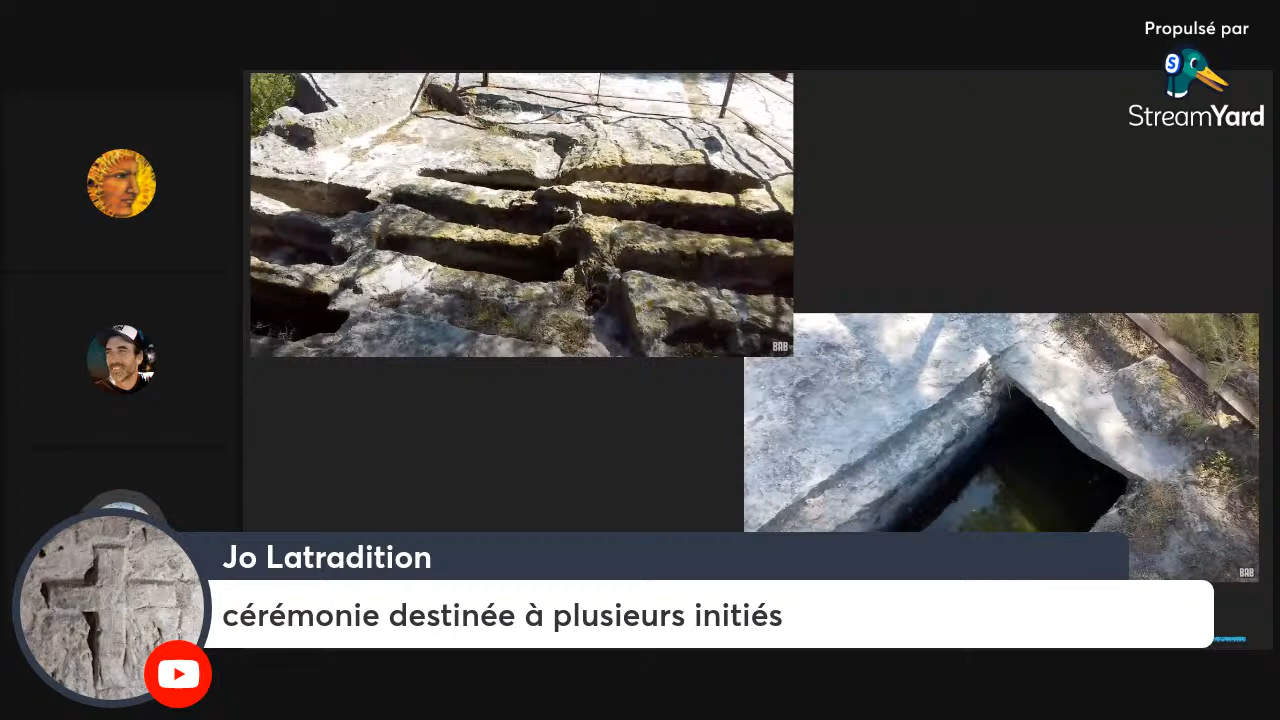 Propulsé par
StreamYard
BAB
BAB
Jo Latradition
cérémonie destinée à plusieurs initiés